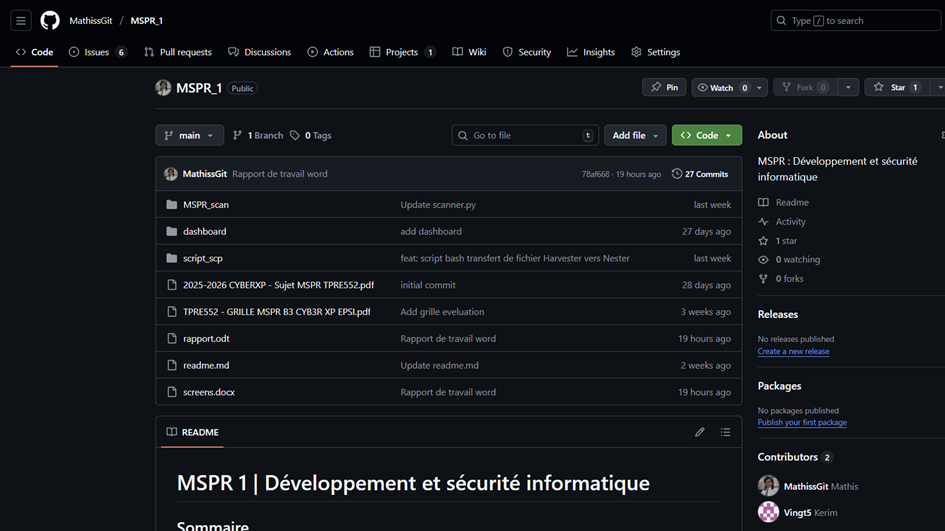 MathissGit / MSPR_1
Type / to search
Code
Issues 6
Pull requests
Discussions
Actions
Projects 1
Wiki
Security
Insights
Settings
MSPR_1 Public
Pin
Watch 0
Fork 0
Star 1
main
1 Branch
0 Tags
Go to file t
Add file
Code
MathissGit Rapport de travail word 78af668 · 19 hours ago 27 Commits
MSPR_scan Update scanner.py last week
dashboard add dashboard 27 days ago
script_scp feat: script bash transfert de fichier Harvester vers Nester last week
2025-2026 CYBERXP - Sujet MSPR TPRE552.pdf initial commit 28 days ago
TPRE552 - GRILLE MSPR B3 CYB3R XP EPSI.pdf Add grille eveluation 3 weeks ago
rapport.odt Rapport de travail word 19 hours ago
readme.md Update readme.md 2 weeks ago
screens.docx Rapport de travail word 19 hours ago
README
MSPR 1 | Développement et sécurité informatique
Sommaire
About
MSPR : Développement et sécurité
informatique
Readme
Activity
1 star
0 watching
0 forks
Releases
No releases published
Create a new release
Packages
No packages published
Publish your first package
Contributors 2
MathissGit Mathis
Vingt5 Kerim